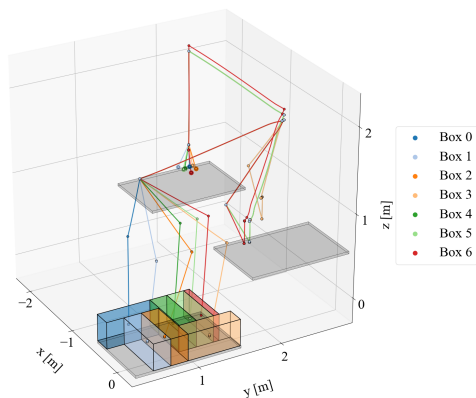 Box 0
Box 1
Box 2
Box 3
Box 4
Box 5
Box 6
2
1
0
z [m]
−2
−1
0
x [m]
1
2
y [m]